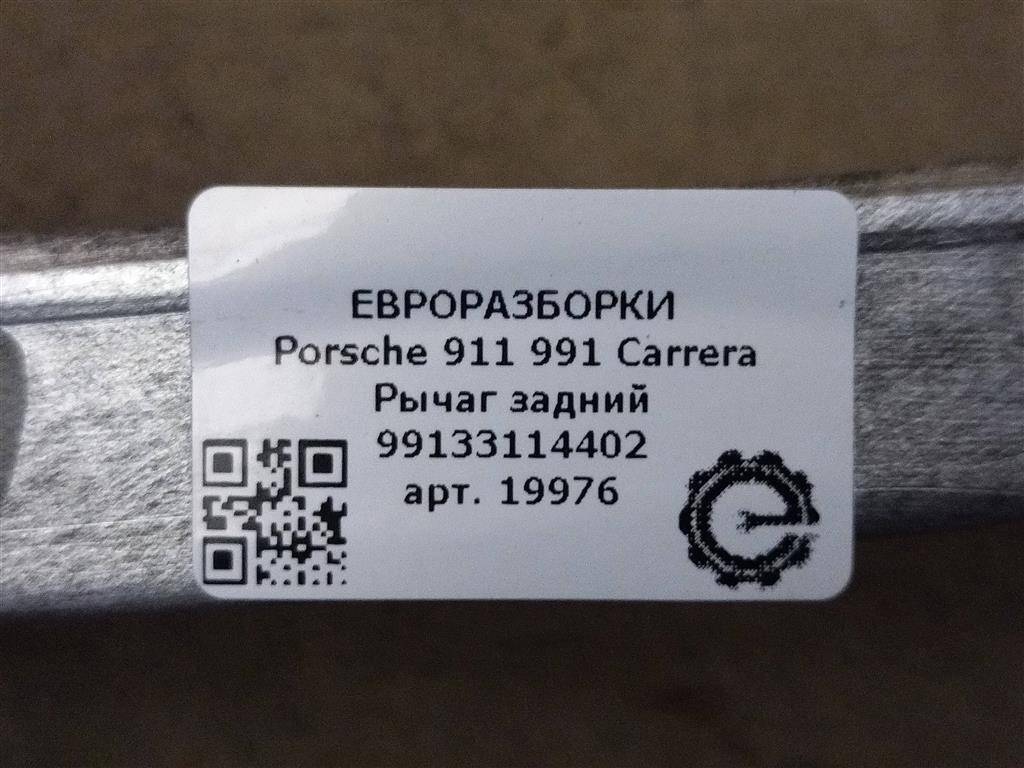 ЕВРОРАЗБОРКИ
Porsche 911 991 Carrera
Рычаг задний
99133114402
арт. 19976